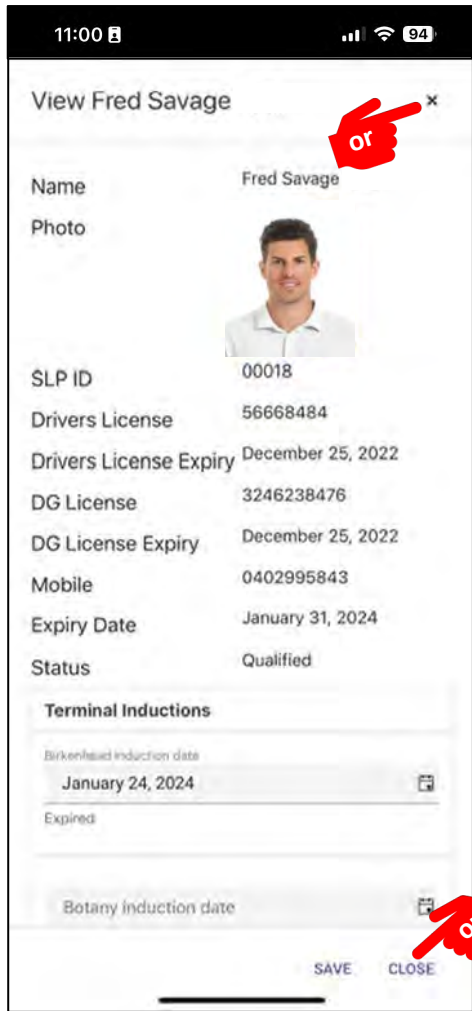 11:00 94
View Fred Savage ×
or
Name Fred Savage
Photo
SLP ID 00018
Drivers License 56668484
Drivers License Expiry December 25, 2022
DG License 3246238476
DG License Expiry December 25, 2022
Mobile 0402995843
Expiry Date January 31, 2024
Status Qualified
Terminal Inductions
Birkenhead induction date
January 24, 2024
Expired
Botany induction date
SAVE CLOSE